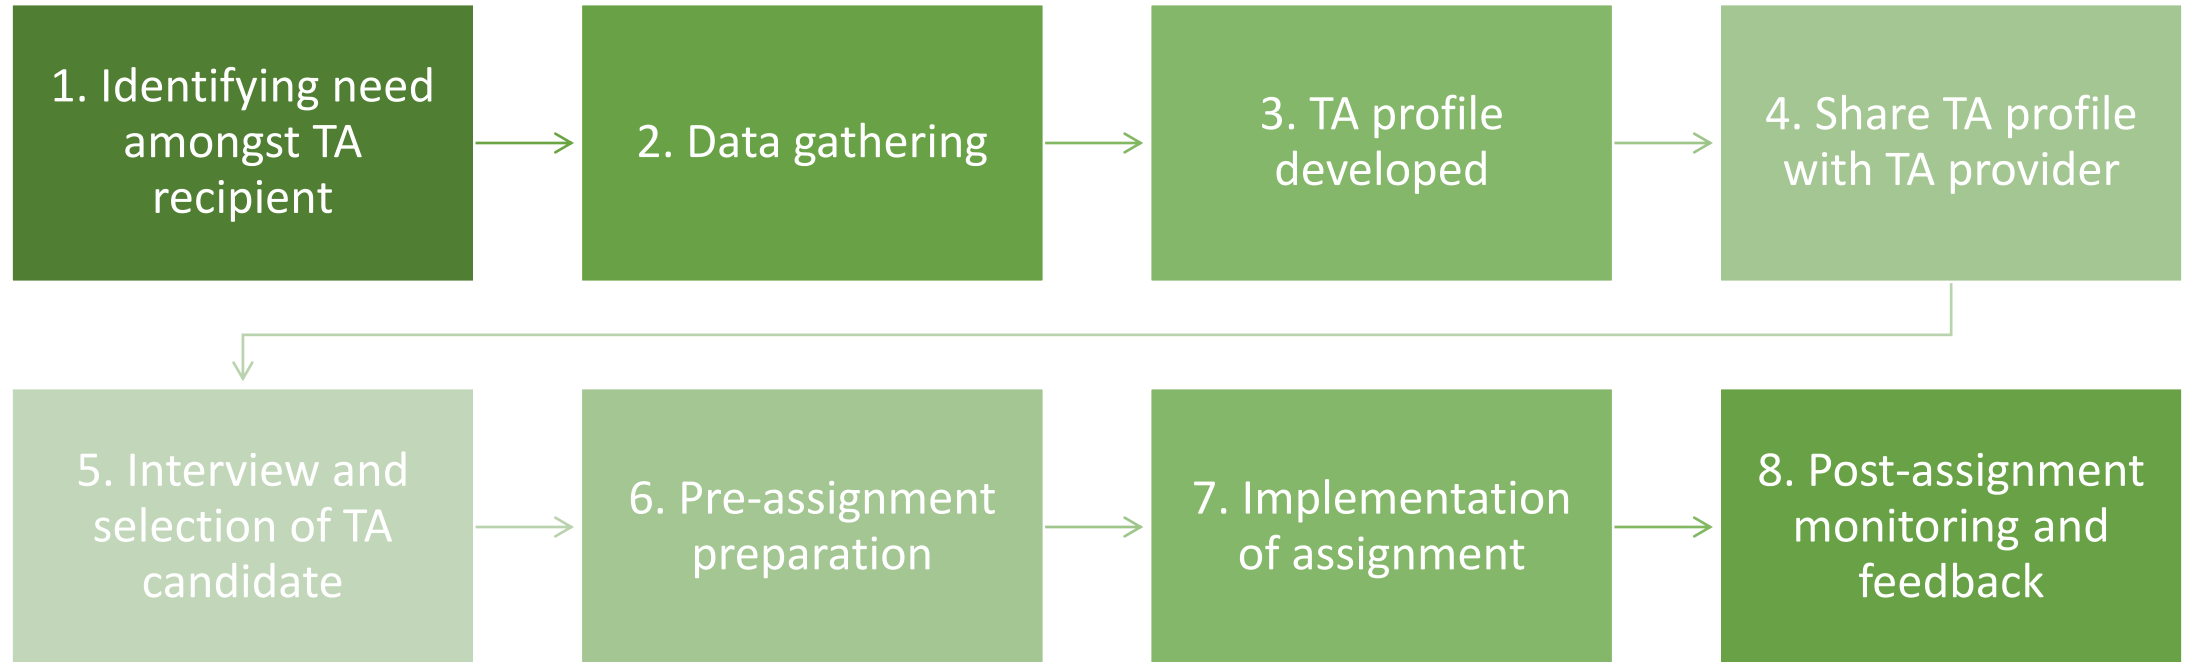 1. Identifying need
amongst TA
recipient
2. Data gathering
3. TA profile
developed
4. Share TA profile
with TA provider
5. Interview and
selection of TA
candidate
6. Pre-assignment
preparation
7. Implementation
of assignment
8. Post-assignment
monitoring and
feedback